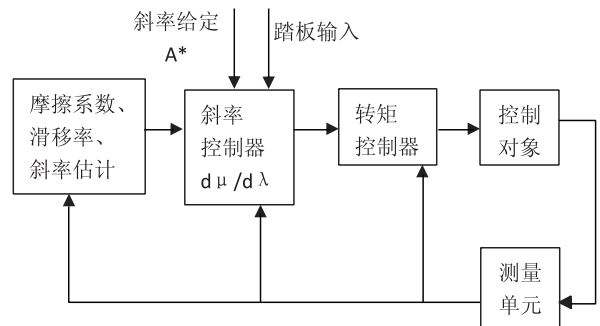 斜率给定
A*
踏板输入
摩擦系数、
滑移率、
斜率估计
斜率
控制器
dμ/dλ
转矩
控制器
控制
对象
测量
单元